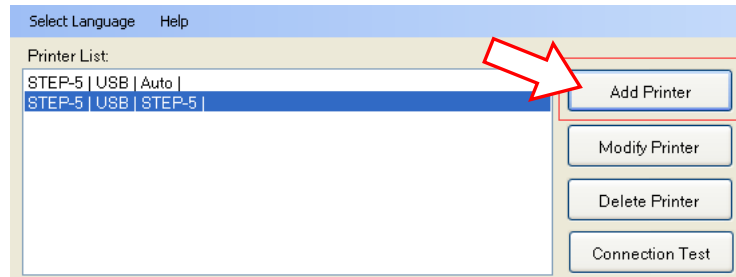 Select Language Help
Printer List:
STEP-5 | USB | Auto |
STEP-5 | USB | STEP-5 |
Add Printer
Modify Printer
Delete Printer
Connection Test